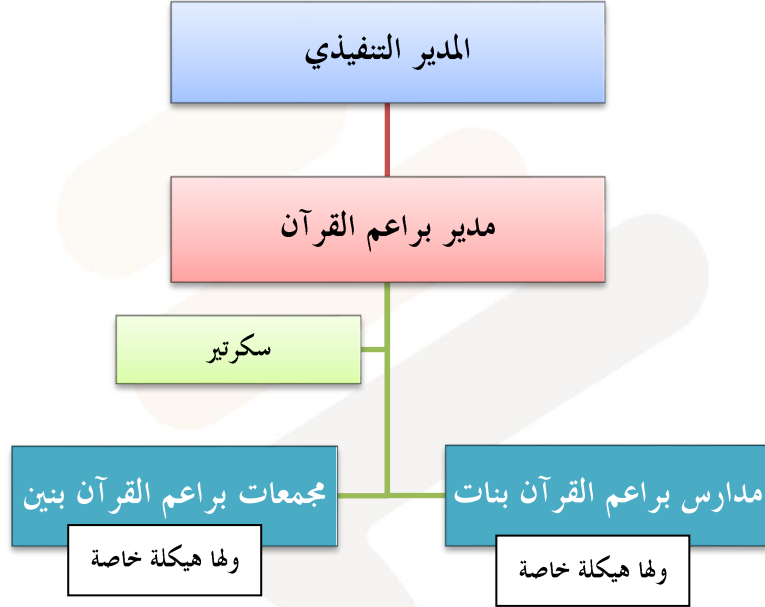 المدير التنفيذي
مدير براعم القرآن
سكرتير
مدارس براعم القرآن بنات
ولها هيكلة خاصة
مجمعات براعم القرآن بنين
ولها هيكلة خاصة